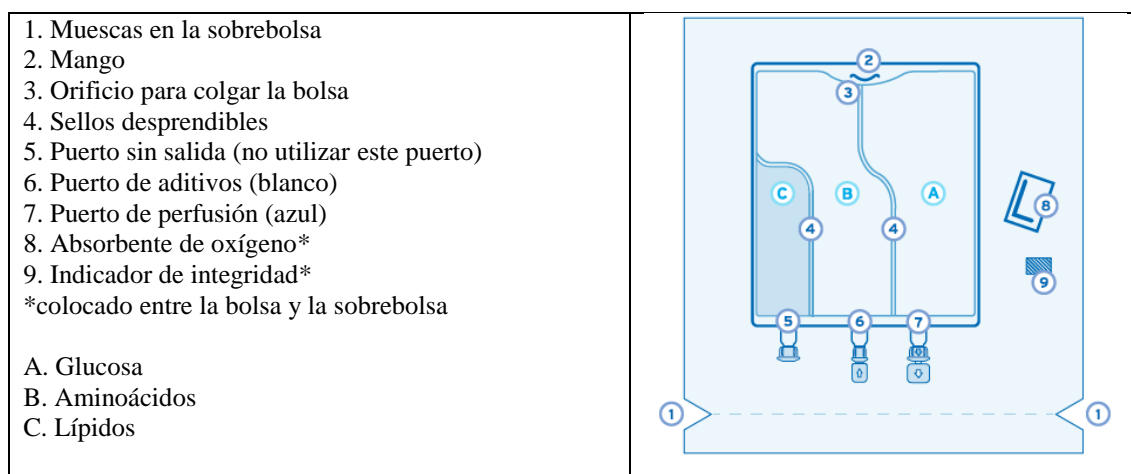 1. Muescas en la sobrebolsa
2. Mango
3. Orificio para colgar la bolsa
4. Sellos desprendibles
5. Puerto sin salida (no utilizar este puerto)
6. Puerto de aditivos (blanco)
7. Puerto de perfusión (azul)
8. Absorbente de oxígeno*
9. Indicador de integridad*
*colocado entre la bolsa y la sobrebolsa
A. Glucosa
B. Aminoácidos
C. Lípidos
2
3
C B A
8
4 4
9
5 6 7
1 1